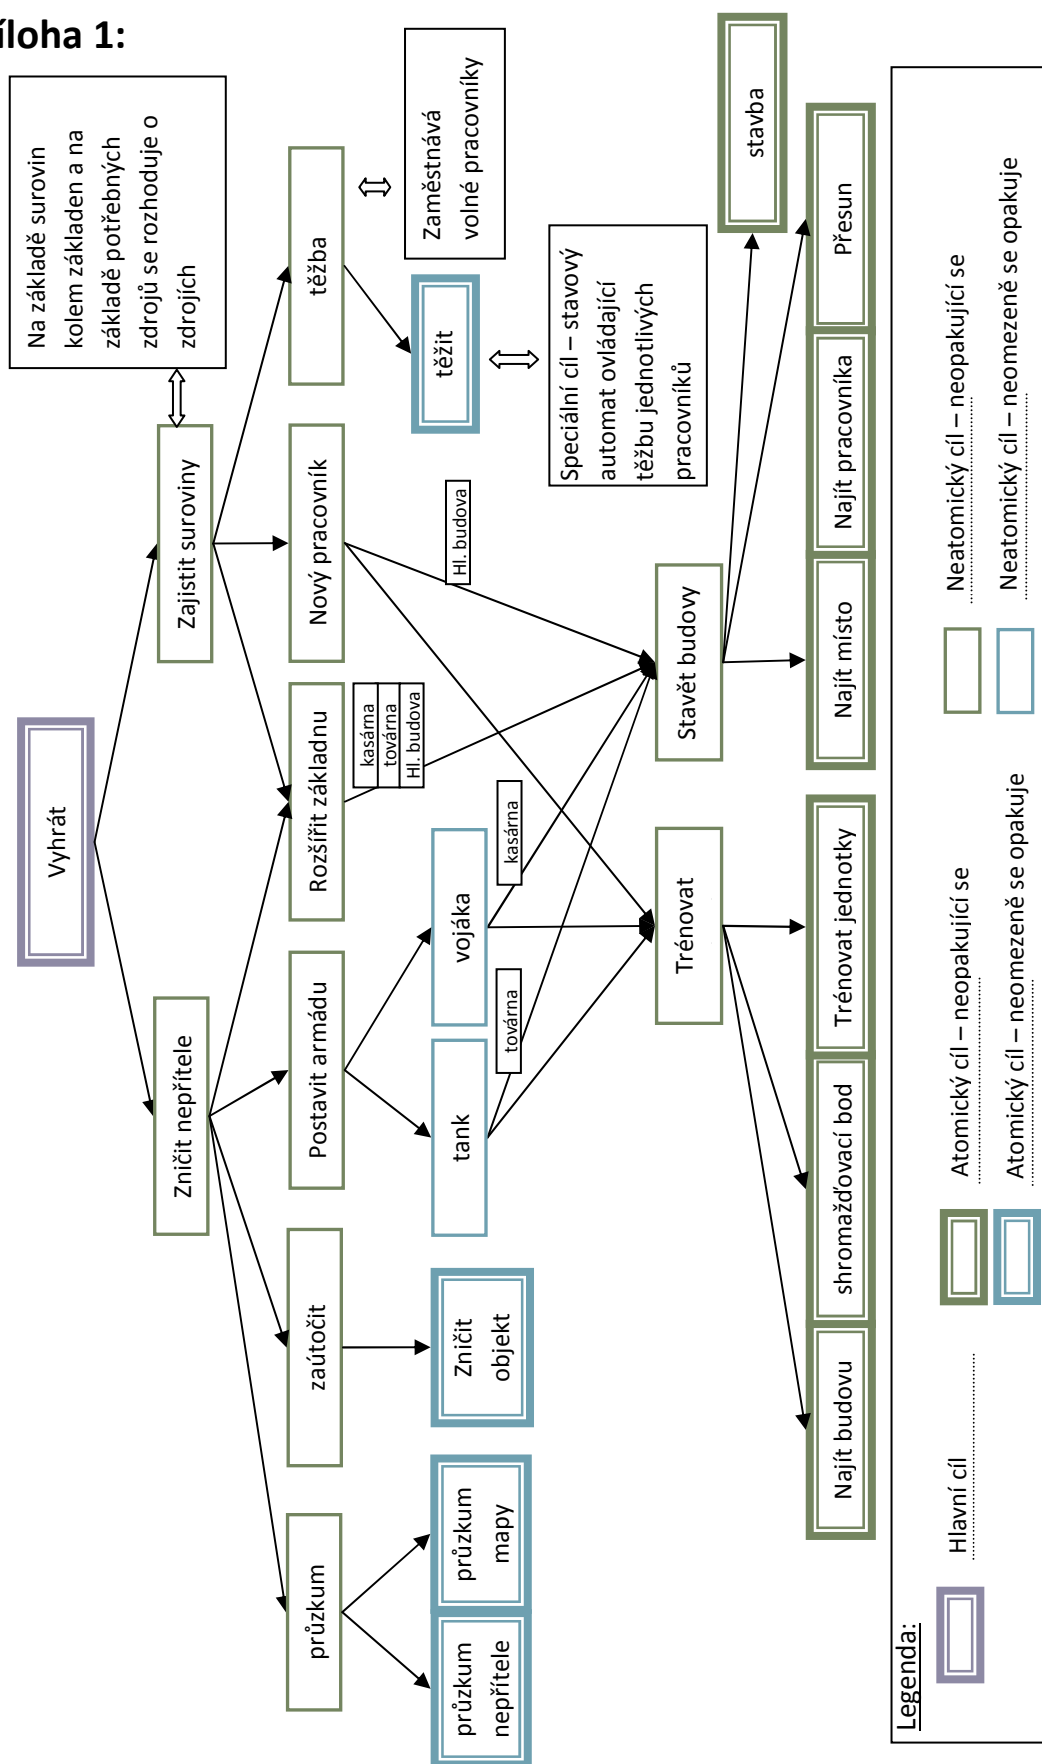 íloha 1:
Vyhrát
Zničit nepřítele
Zajistit suroviny
Na základě surovin
kolem základen a na
základě potřebných
zdrojů se rozhoduje o
zdrojích
průzkum
zaútočit
Postavit armádu
Rozšířit základnu
Nový pracovník
těžba
Zaměstnává
volné pracovníky
kasárna
továrna
Hl. budova
Hl. budova
průzkum
nepřítele
průzkum
mapy
Zničit
objekt
tank
vojáka
těžit
továrna
kasárna
Speciální cíl – stavový
automat ovládající
těžbu jednotlivých
pracovníků
Trénovat
Stavět budovy
stavba
Najít budovu
shromažďovací bod
Trénovat jednotky
Najít místo
Najít pracovníka
Přesun
Legenda:
Hlavní cíl
Atomický cíl – neopakující se
Atomický cíl – neomezeně se opakuje
Neatomický cíl – neopakující se
Neatomický cíl – neomezeně se opakuje